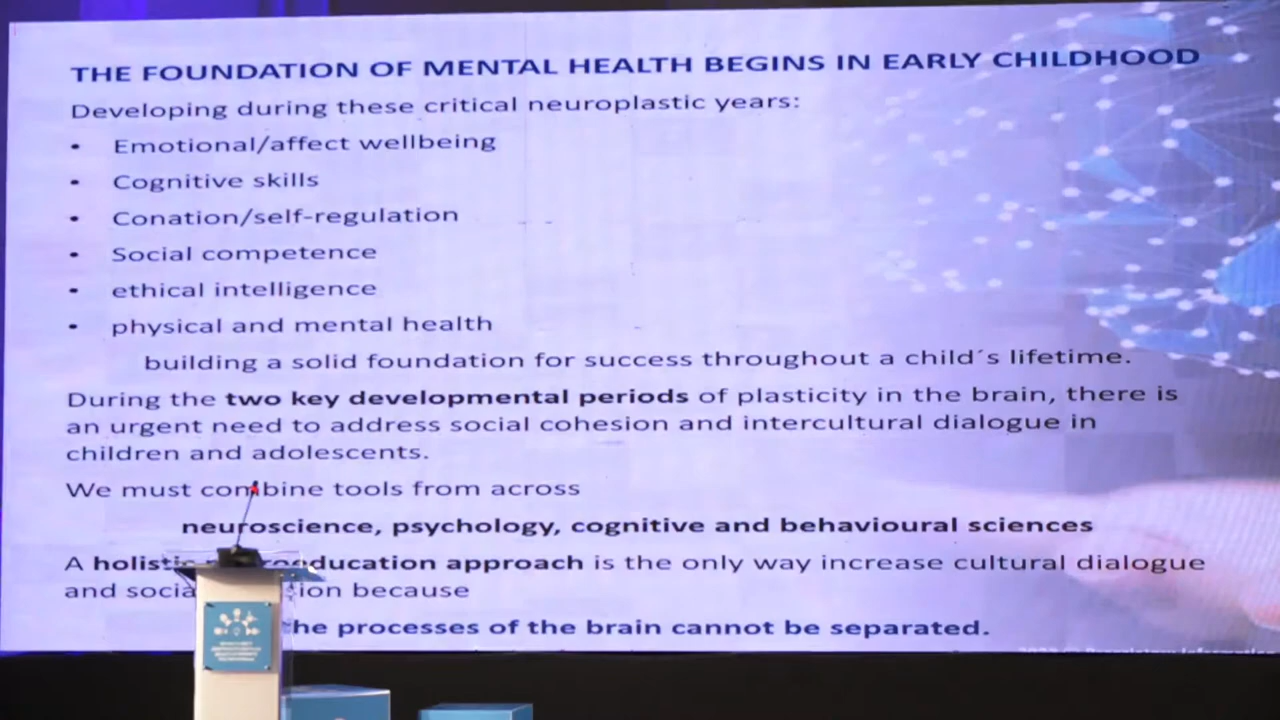 THE FOUNDATION OF MENTAL HEALTH BEGINS IN EARLY CHILDHOOD
Developing during these critical neuroplastic years:
• Emotional/affect wellbeing
• Cognitive skills
• Conation/self-regulation
• Social competence
• ethical intelligence
• physical and mental health
building a solid foundation for success throughout a child´s lifetime.
During the two key developmental periods of plasticity in the brain, there is
an urgent need to address social cohesion and intercultural dialogue in
children and adolescents.
We must combine tools from across
neuroscience, psychology, cognitive and behavioural sciences
A holistic education approach is the only way increase cultural dialogue
and because
the processes of the brain cannot be separated.